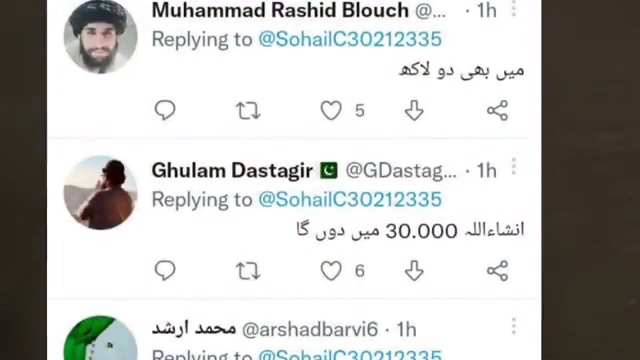 Muhammad Rashid Blouch @... · 1h
Replying to @SohailC30212335
میں بھی دو لاکھ
5
Ghulam Dastagir @GDastag... · 1h
Replying to @SohailC30212335
انشاءاللہ 30.000 میں دوں گا
6
محمد ارشد @arshadbarvi6 · 1h
Replying to @SohailC30212335